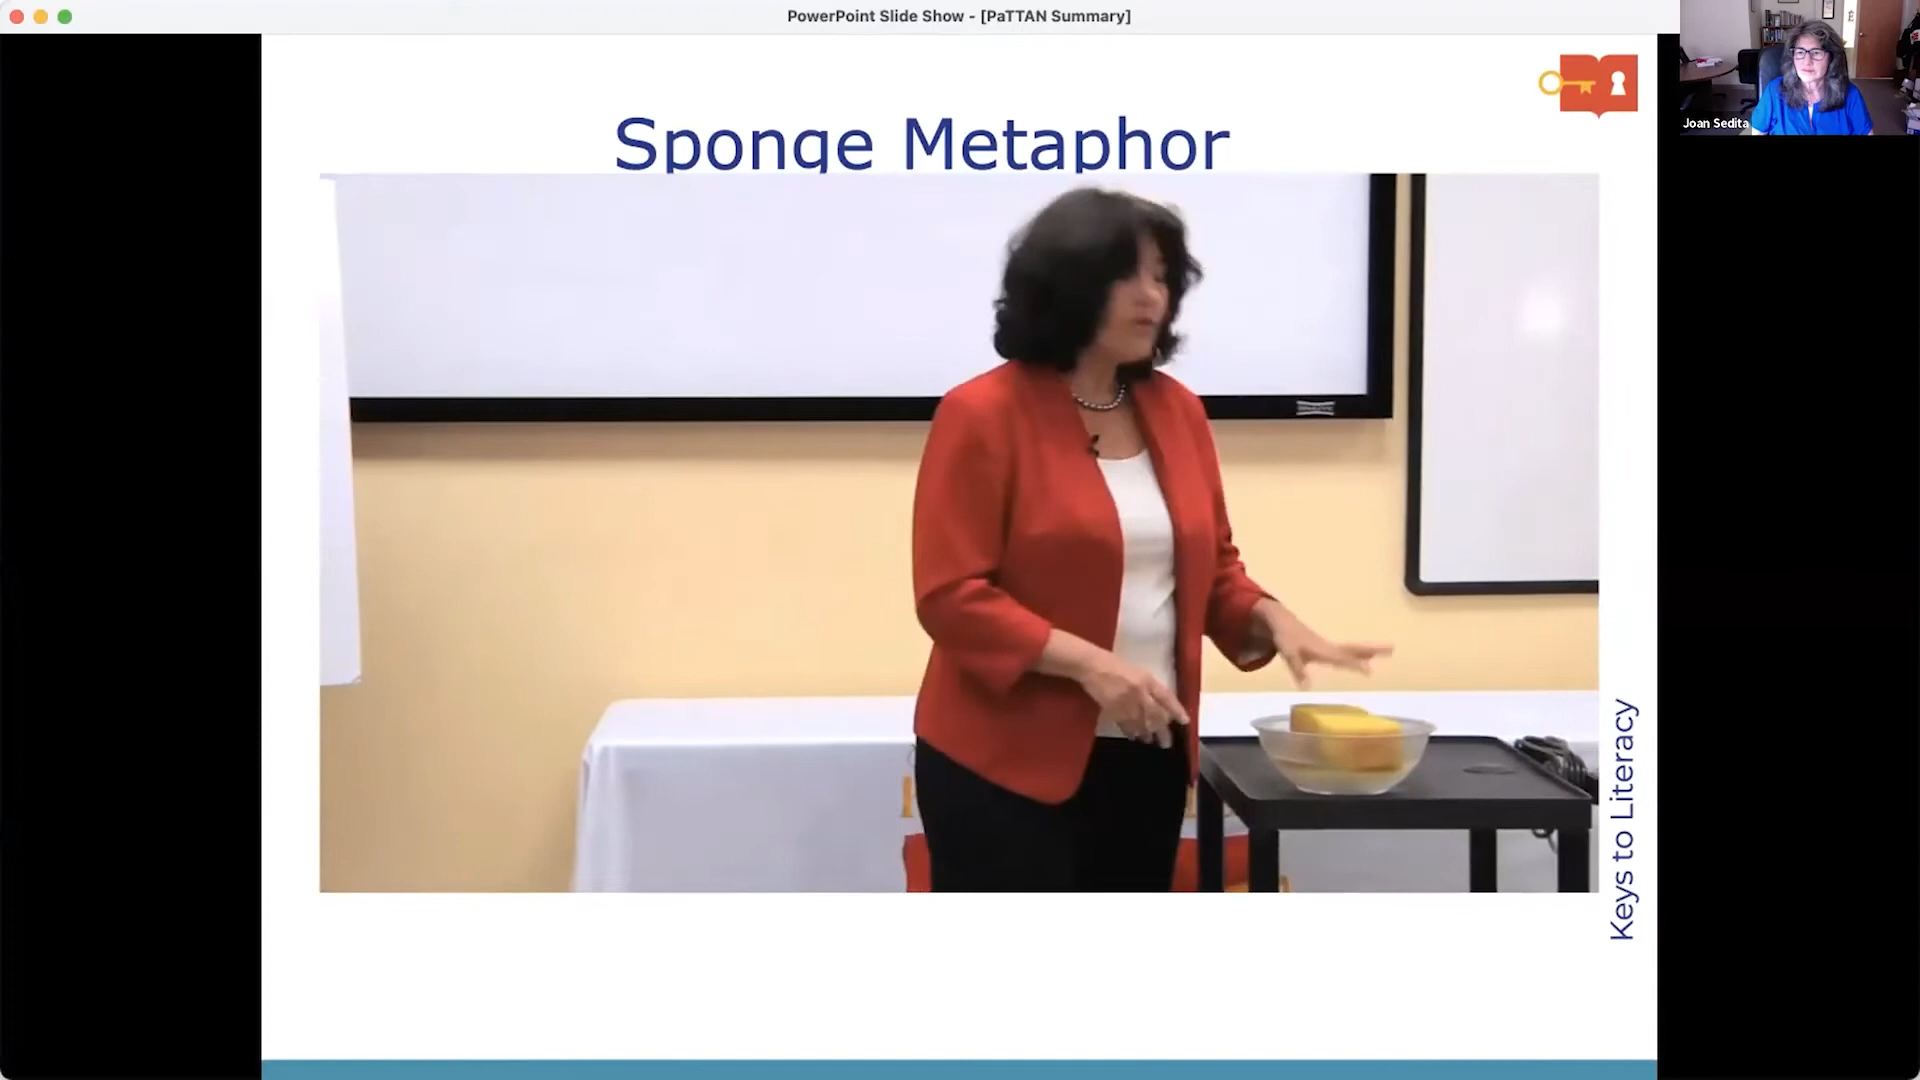 PowerPoint Slide Show - [PaTTAN Summary]
Joan Sedita
Sponge Metaphor
Keys to Literacy